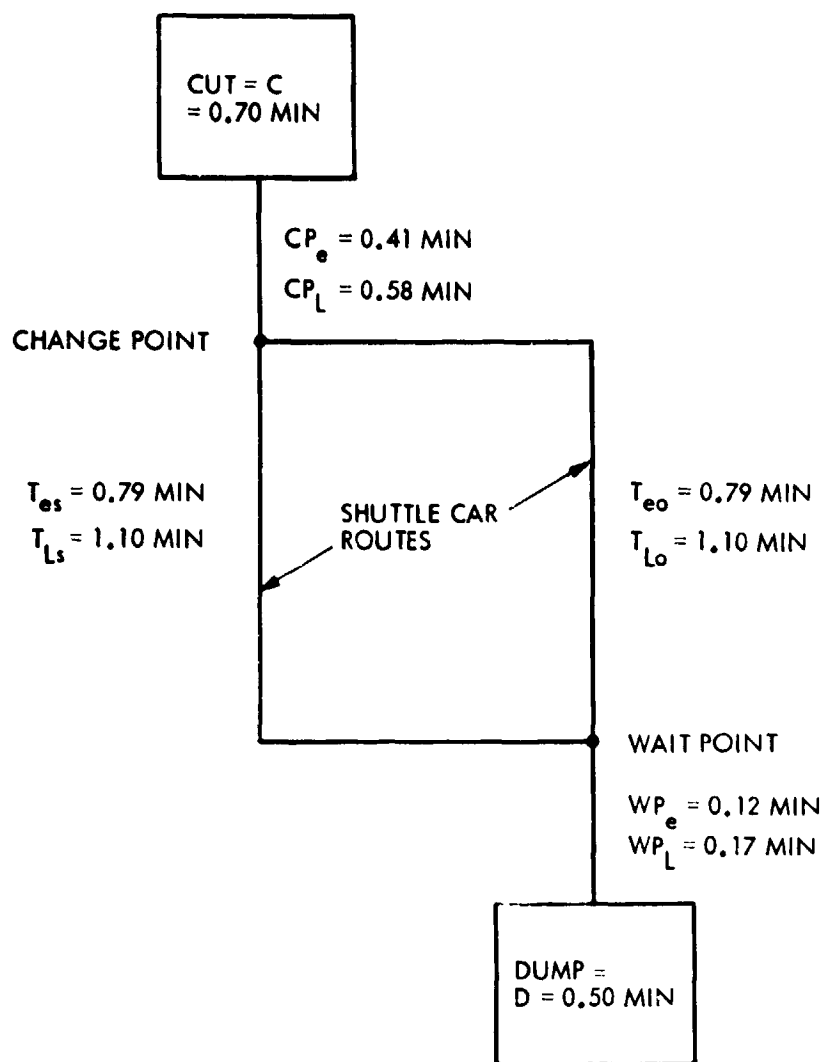 CUT = C
= 0.70 MIN
CP_e = 0.41 MIN
CP_L = 0.58 MIN
CHANGE POINT
T_es = 0.79 MIN
T_Ls = 1.10 MIN
SHUTTLE CAR
ROUTES
T_eo = 0.79 MIN
T_Lo = 1.10 MIN
WAIT POINT
WP_e = 0.12 MIN
WP_L = 0.17 MIN
DUMP =
D = 0.50 MIN